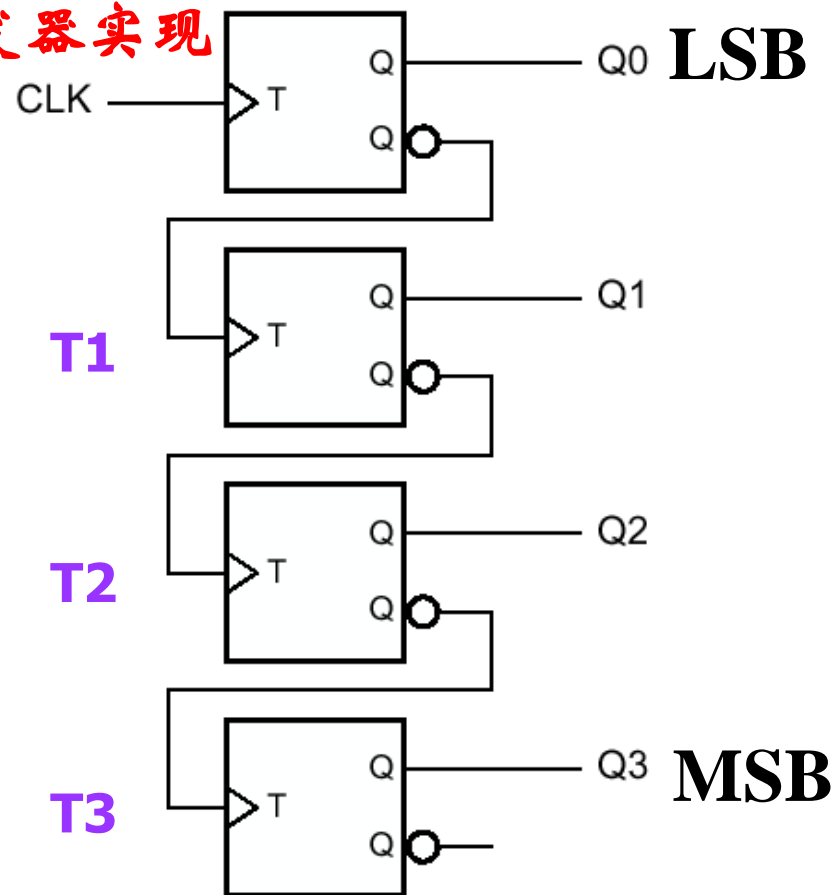 器实现
Q Q0 LSB
CLK T
Q
Q Q1
T1 T
Q
Q Q2
T2 T
Q
Q Q3 MSB
T3 T
Q